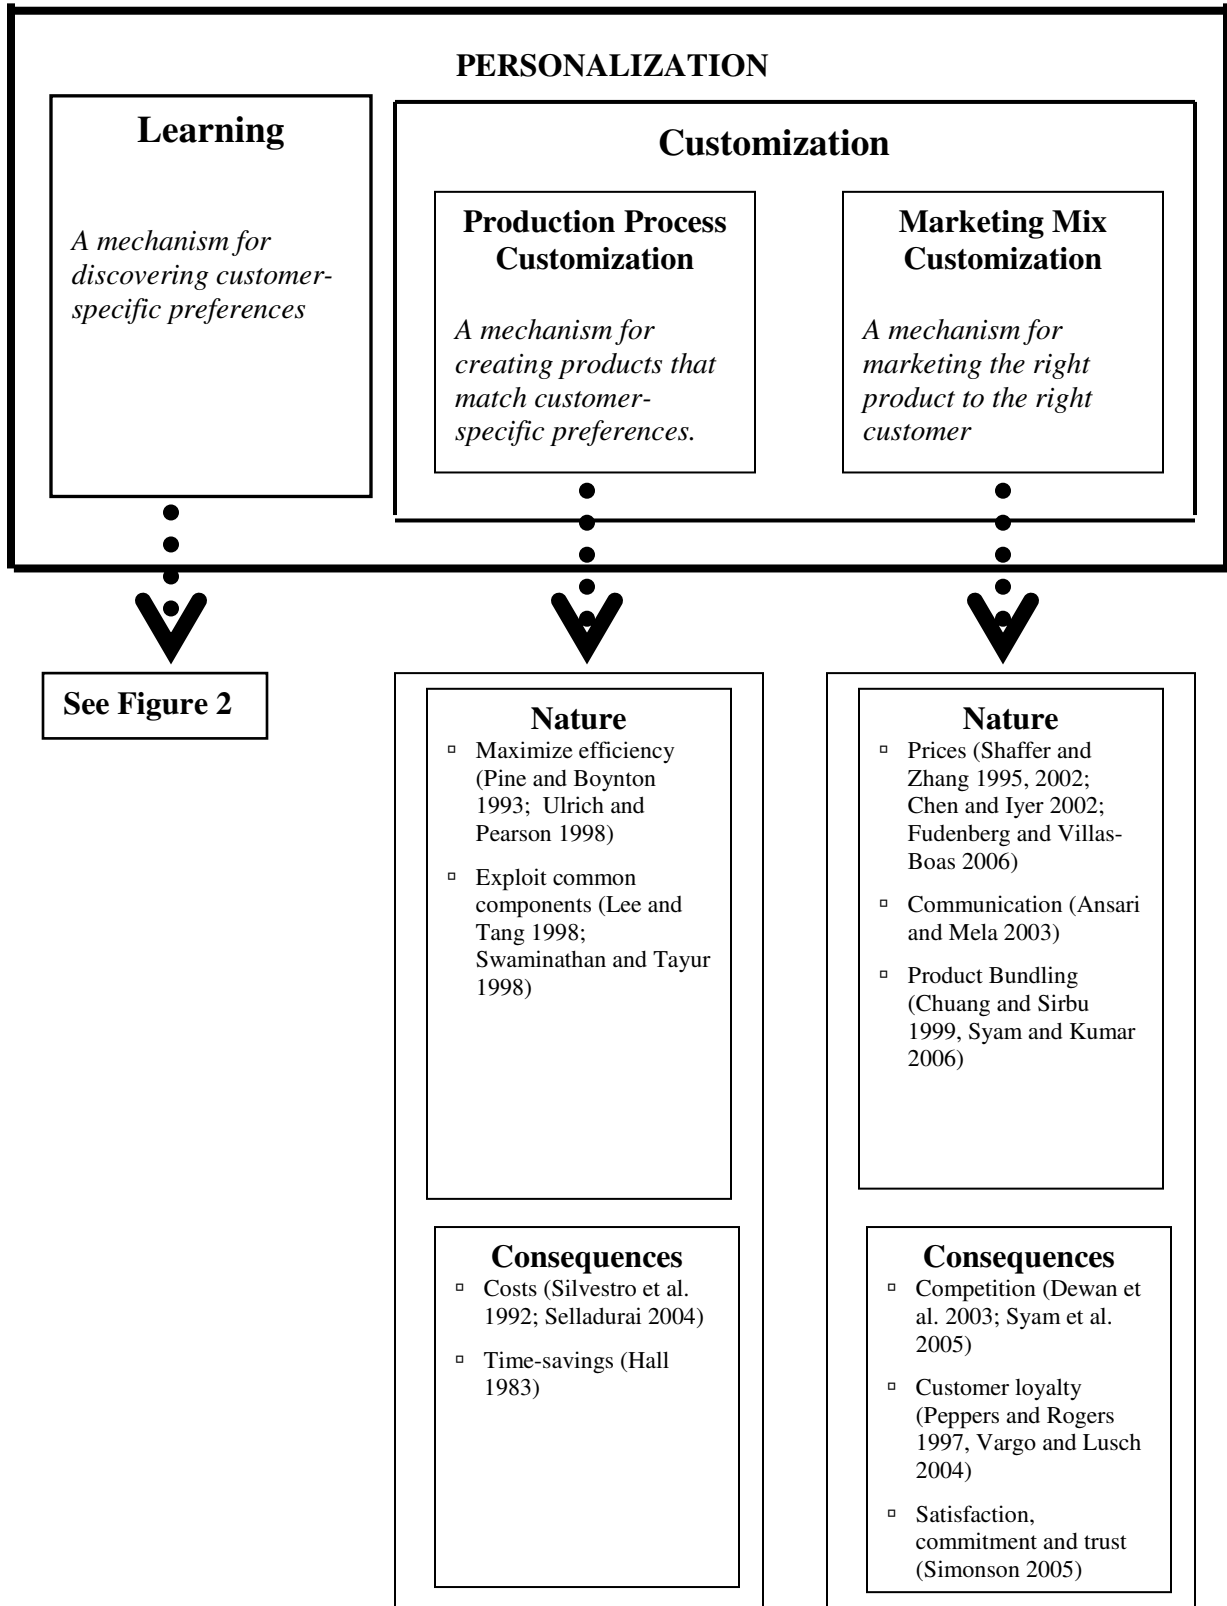 PERSONALIZATION
Learning
A mechanism for
discovering customer-
specific preferences
Customization
Production Process
Customization
A mechanism for
creating products that
match customer-
specific preferences.
Marketing Mix
Customization
A mechanism for
marketing the right
product to the right
customer
See Figure 2
Nature
Maximize efficiency
(Pine and Boynton
1993;  Ulrich and
Pearson 1998)
Exploit common
components (Lee and
Tang 1998;
Swaminathan and Tayur
1998)
Consequences
Costs (Silvestro et al.
1992; Selladurai 2004)
Time-savings (Hall
1983)
Nature
Prices (Shaffer and
Zhang 1995, 2002;
Chen and Iyer 2002;
Fudenberg and Villas-
Boas 2006)
Communication (Ansari
and Mela 2003)
Product Bundling
(Chuang and Sirbu
1999, Syam and Kumar
2006)
Consequences
Competition (Dewan et
al. 2003; Syam et al.
2005)
Customer loyalty
(Peppers and Rogers
1997, Vargo and Lusch
2004)
Satisfaction,
commitment and trust
(Simonson 2005)